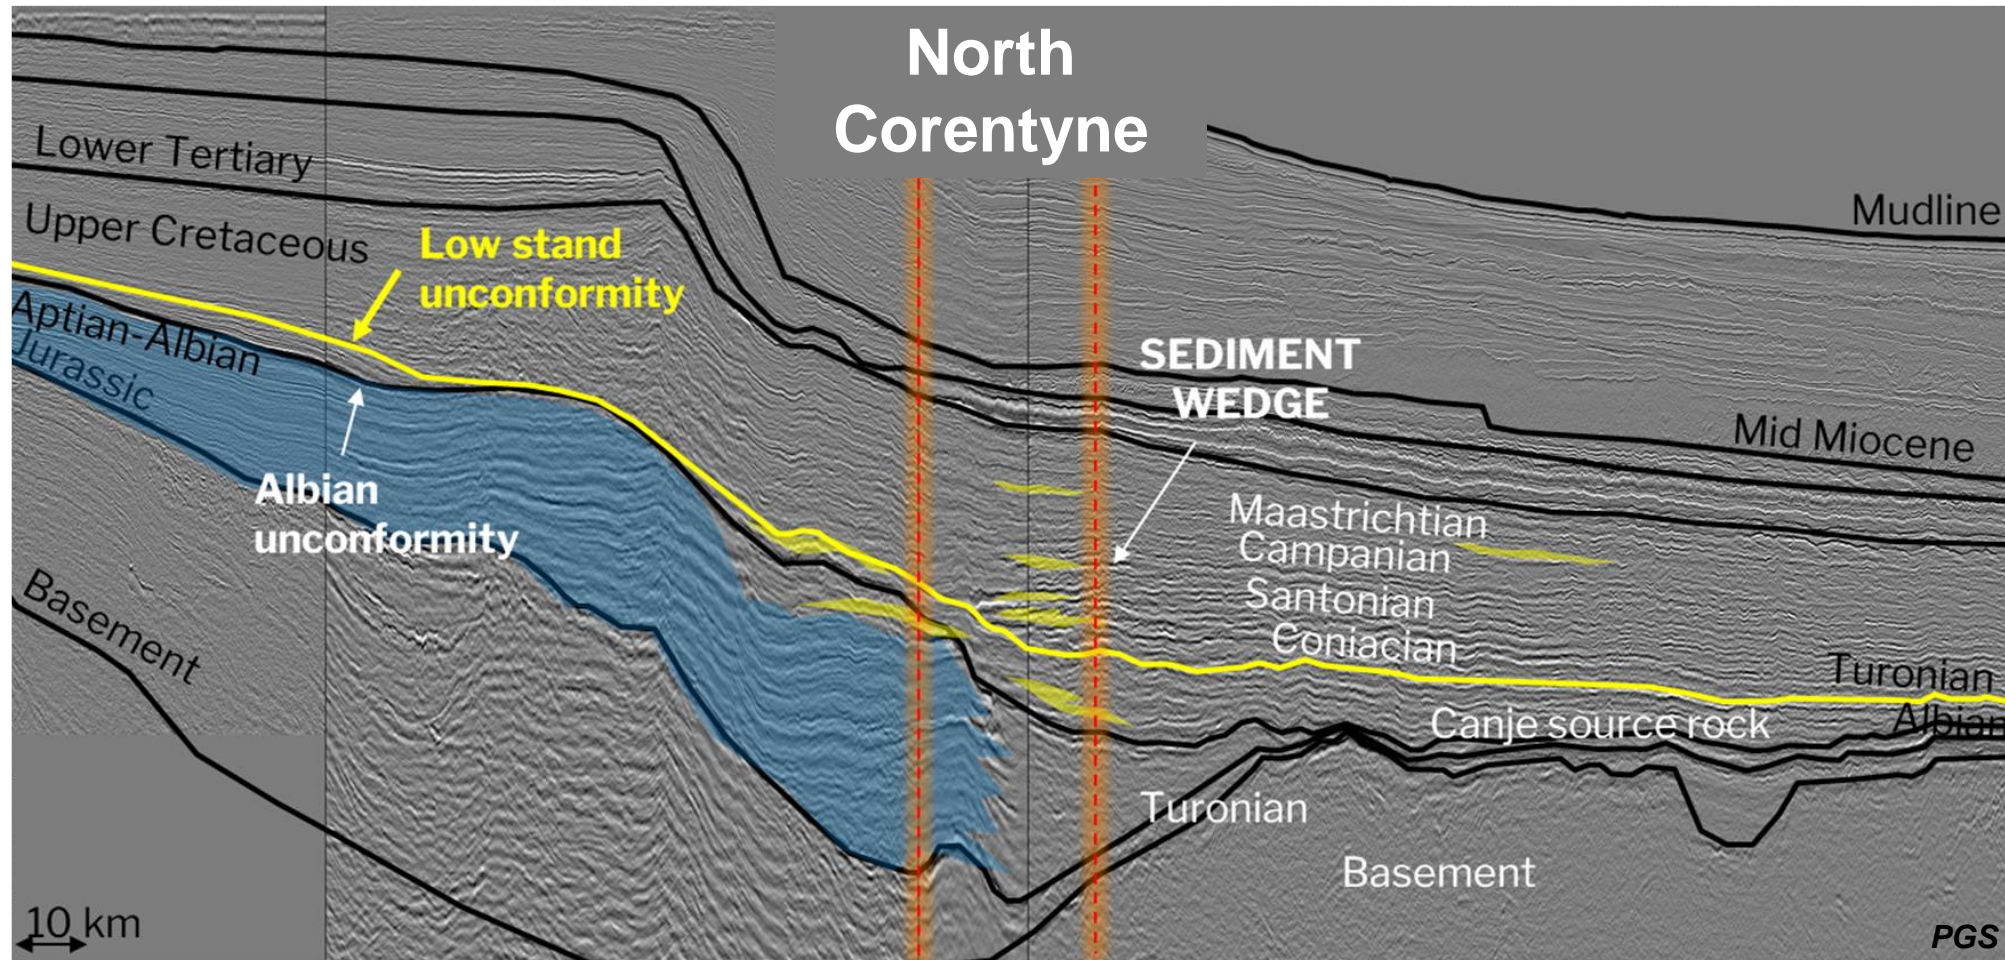 North
Corentyne
Lower Tertiary
Upper Cretaceous
Low stand
unconformity
Aptian-Albian
Jurassic
Albian
unconformity
Basement
10 km
SEDIMENT
WEDGE
Mudline
Mid Miocene
Maastrichtian
Campanian
Santonian
Coniacian
Turonian
Albian
Canje source rock
Turonian
Basement
PGS